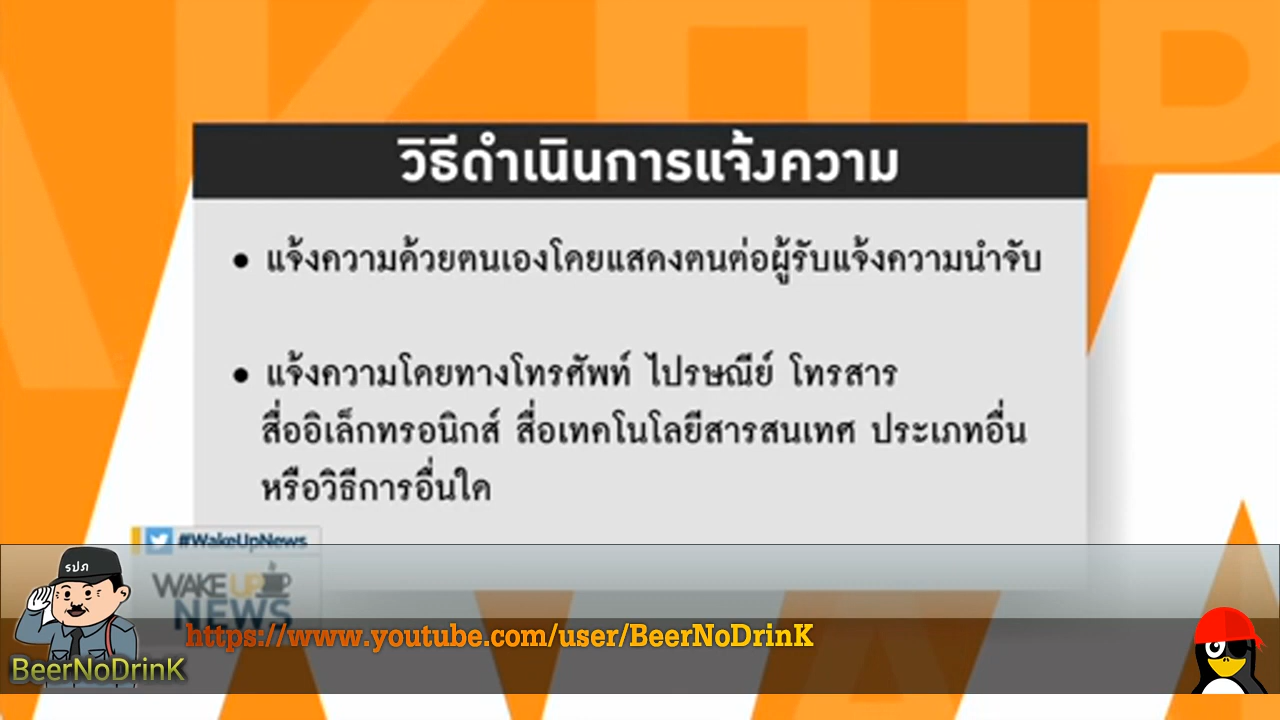 วิธีดำเนินการแจ้งความ
• แจ้งความด้วยตนเองโดยแสดงตนต่อผู้รับแจ้งความนำจับ
• แจ้งความโดยทางโทรศัพท์ ไปรษณีย์ โทรสาร
สื่ออิเล็กทรอนิกส์ สื่อเทคโนโลยีสารสนเทศ ประเภทอื่น
หรือวิธีการอื่นใด
#WakeUpNews
WAKE UP
NEWS
รปภ
https://www.youtube.com/user/BeerNoDrinK
BeerNoDrinK